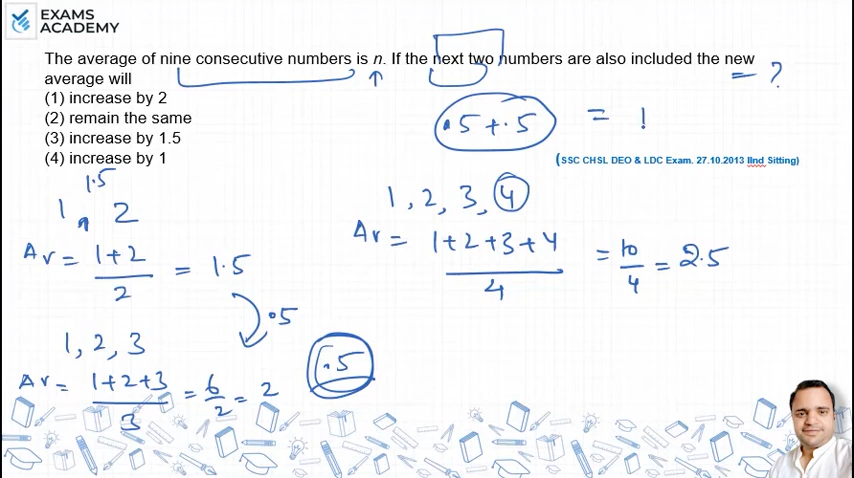 EXAMS
ACADEMY
The average of nine consecutive numbers is n. If the next two numbers are also included the new
average will
= ?
(1) increase by 2
(2) remain the same
(3) increase by 1.5
(4) increase by 1
.5 + .5 = 1
(SSC CHSL DEO & LDC Exam. 27.10.2013 IInd Sitting)
1.5
1, 2
Av = 1+2
2
= 1.5
.5
1, 2, 3
Av = 1+2+3
3
= 6
2
= 2
.5
1, 2, 3, 4
Av = 1+2+3+4
4
= 10
4
= 2.5